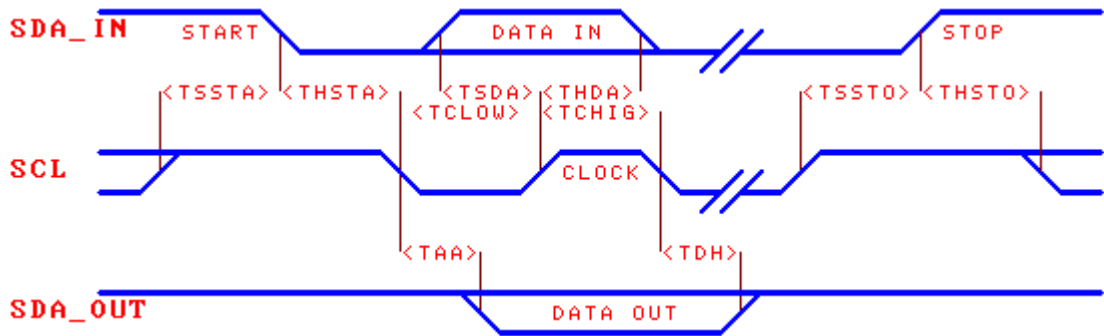 SDA_IN START DATA IN STOP
<TSSTA> <THSTA> <TSDA> <THDA> <TSSTO> <THSTO>
<TCLOW> <TCHIG>
SCL CLOCK
<TAA> <TDH>
SDA_OUT DATA OUT